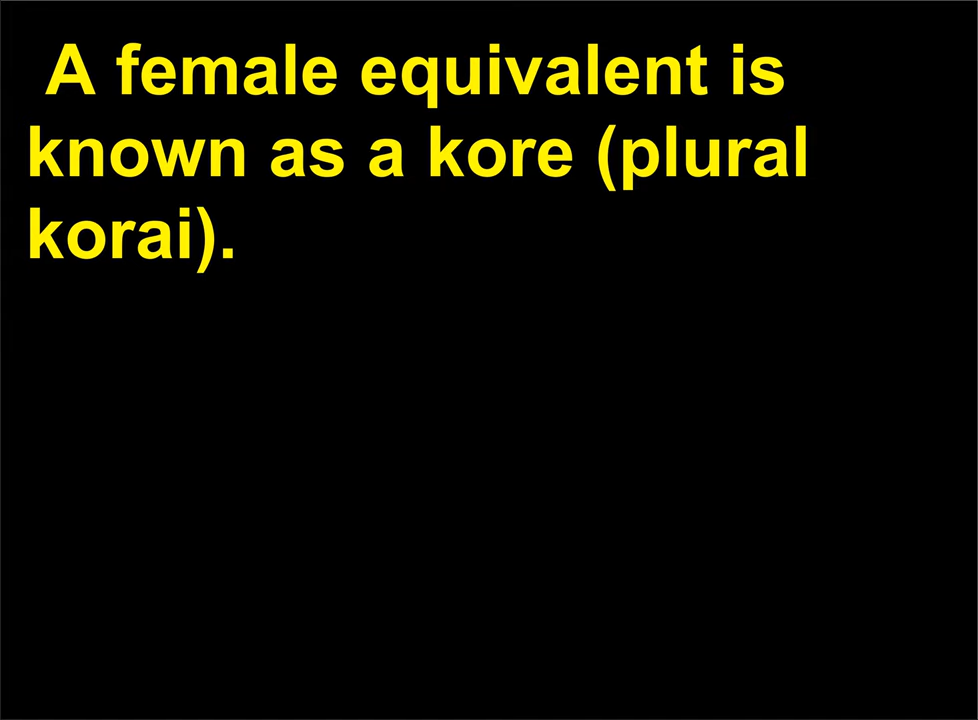 A female equivalent is
known as a kore (plural
korai).